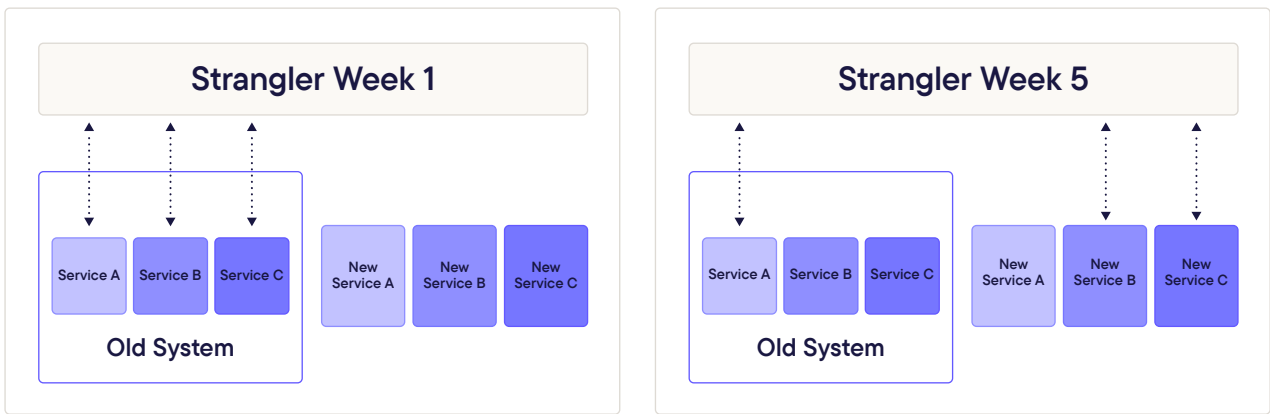 Strangler Week 1
Service A
Service B
Service C
New
Service A
New
Service B
New
Service C
Old System
Strangler Week 5
Service A
Service B
Service C
New
Service A
New
Service B
New
Service C
Old System